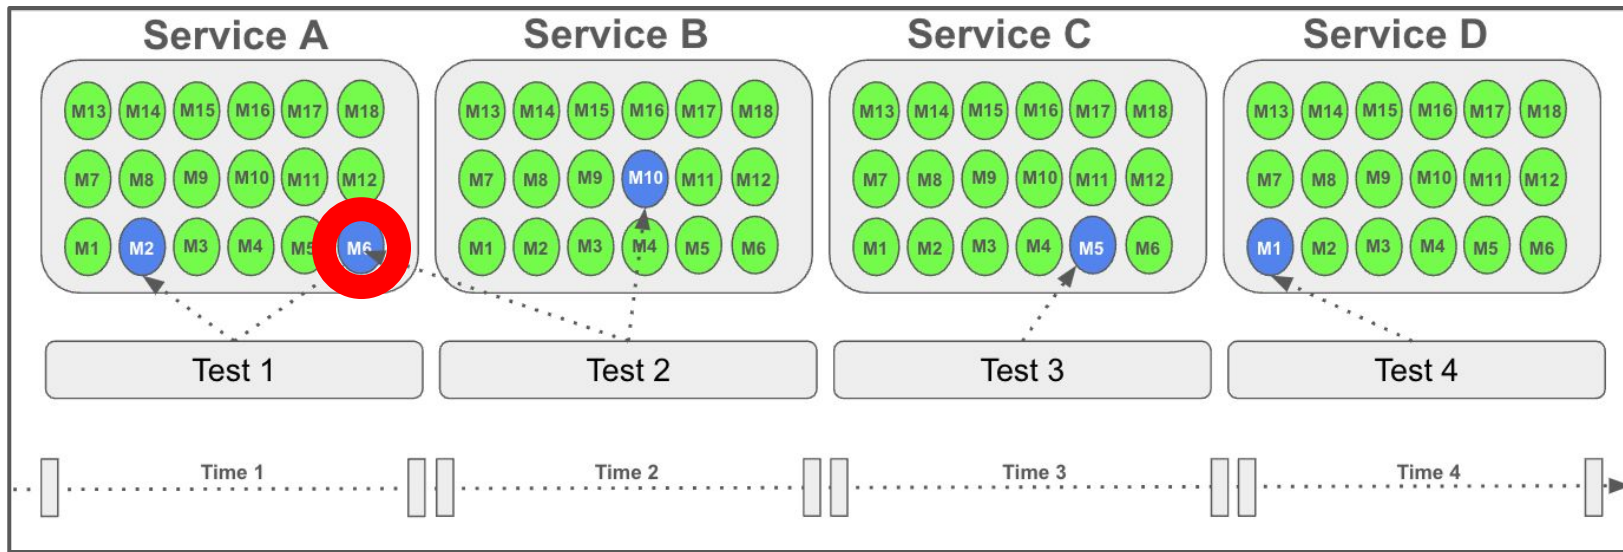 Service A Service B Service C Service D
M13 M14 M15 M16 M17 M18 M13 M14 M15 M16 M17 M18 M13 M14 M15 M16 M17 M18 M13 M14 M15 M16 M17 M18
M7 M8 M9 M10 M11 M12 M7 M8 M9 M10 M11 M12 M7 M8 M9 M10 M11 M12 M7 M8 M9 M10 M11 M12
M1 M2 M3 M4 M5 M6 M1 M2 M3 M4 M5 M6 M1 M2 M3 M4 M5 M6 M1 M2 M3 M4 M5 M6
Test 1 Test 2 Test 3 Test 4
Time 1 Time 2 Time 3 Time 4